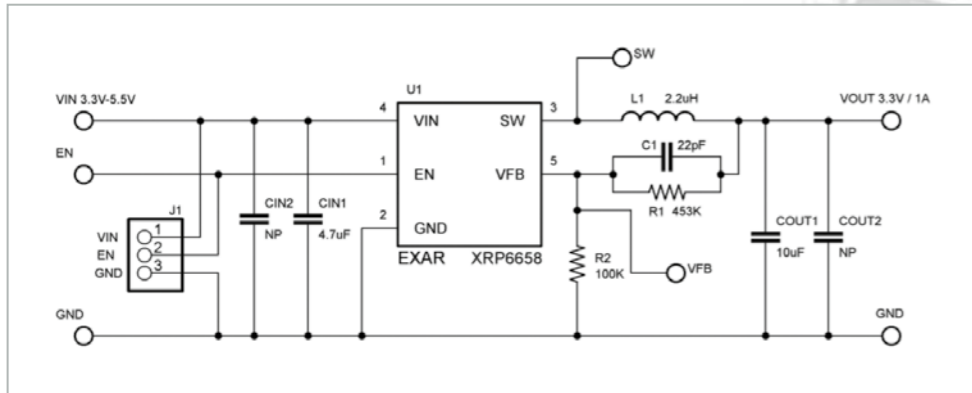 SW
U1
VIN 3.3V-5.5V
4
3
L1 2.2uH
VOUT 3.3V / 1A
VIN
SW
C1 22pF
EN
1
5
EN
VFB
R1 453K
J1
2
GND
CIN2
NP
CIN1
4.7uF
VIN 1
EN 2
GND 3
EXAR XRP6658
COUT1
10uF
COUT2
NP
R2
100K
VFB
GND
GND